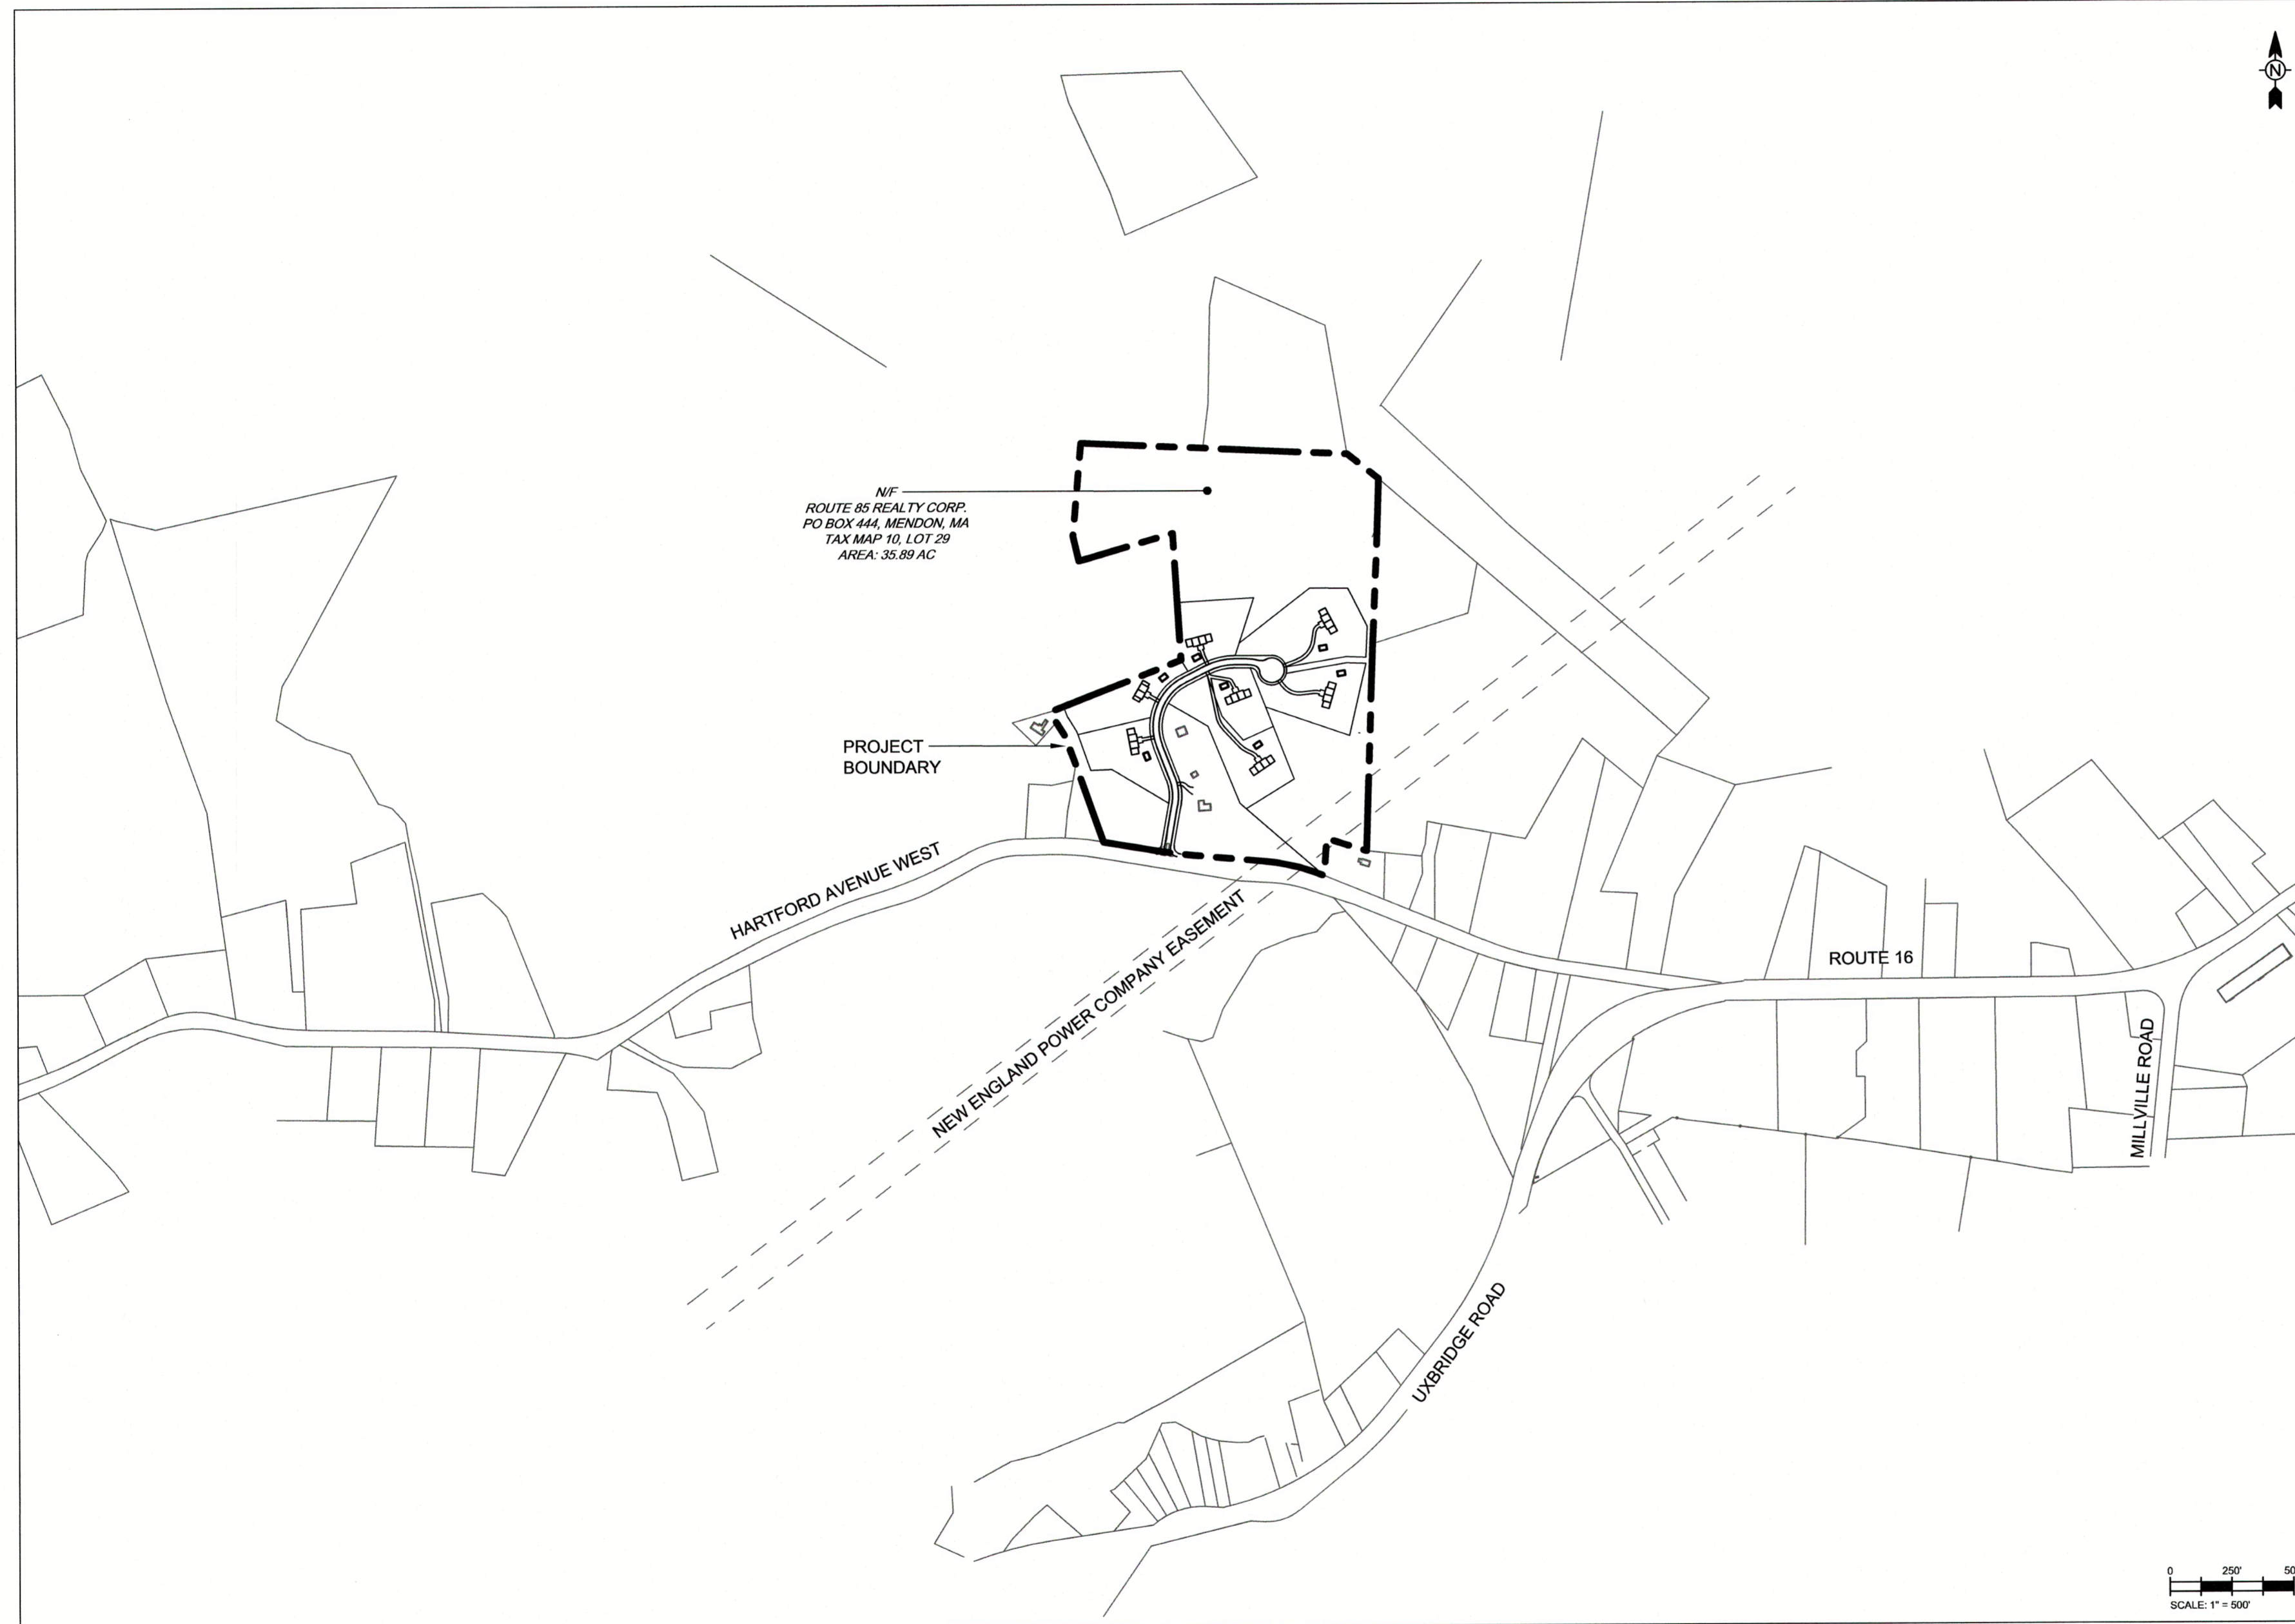 N
N/F
ROUTE 85 REALTY CORP.
PO BOX 444, MENDON, MA
TAX MAP 10, LOT 29
AREA: 35.89 AC
PROJECT
BOUNDARY
HARTFORD AVENUE WEST
NEW ENGLAND POWER COMPANY EASEMENT
ROUTE 16
MILLVILLE ROAD
UXBRIDGE ROAD
0 250' 50
SCALE: 1" = 500'